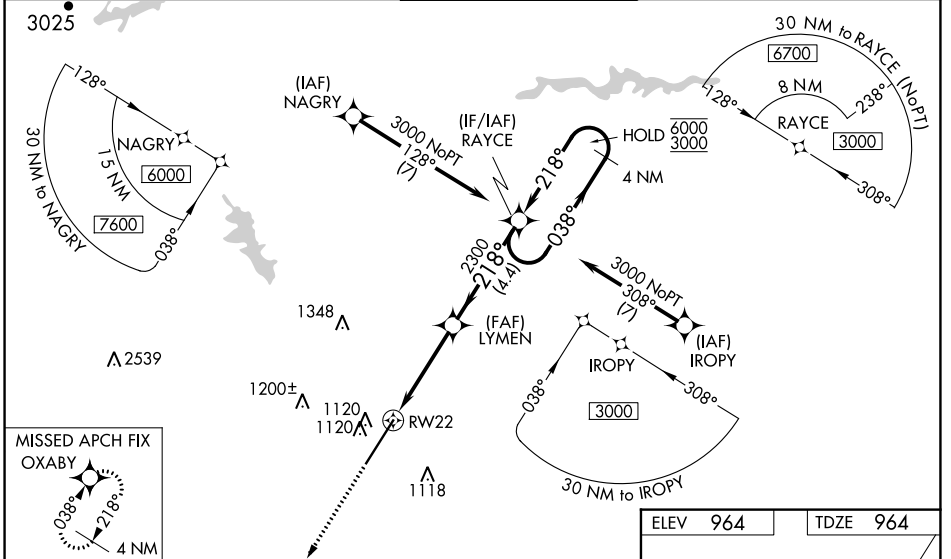 3025
128°
NAGRY
6000
15 NM
30 NM to NAGRY
7600
038°
(IAF)
NAGRY
3000 NoPT
128°
(7)
(IF/IAF)
RAYCE
218°
038°
HOLD 6000
3000
4 NM
30 NM to RAYCE (NoPT)
6700
128°
8 NM
238°
RAYCE
3000
308°
2300
218°
(4.4)
3000 NoPT
308°
(7)
(IAF)
IROPY
1348
(FAF)
LYMEN
2539
1200±
1120
1120
RW22
1118
IROPY
038°
308°
3000
30 NM to IROPY
MISSED APCH FIX
OXABY
038°
218°
4 NM
ELEV 964
TDZE 964